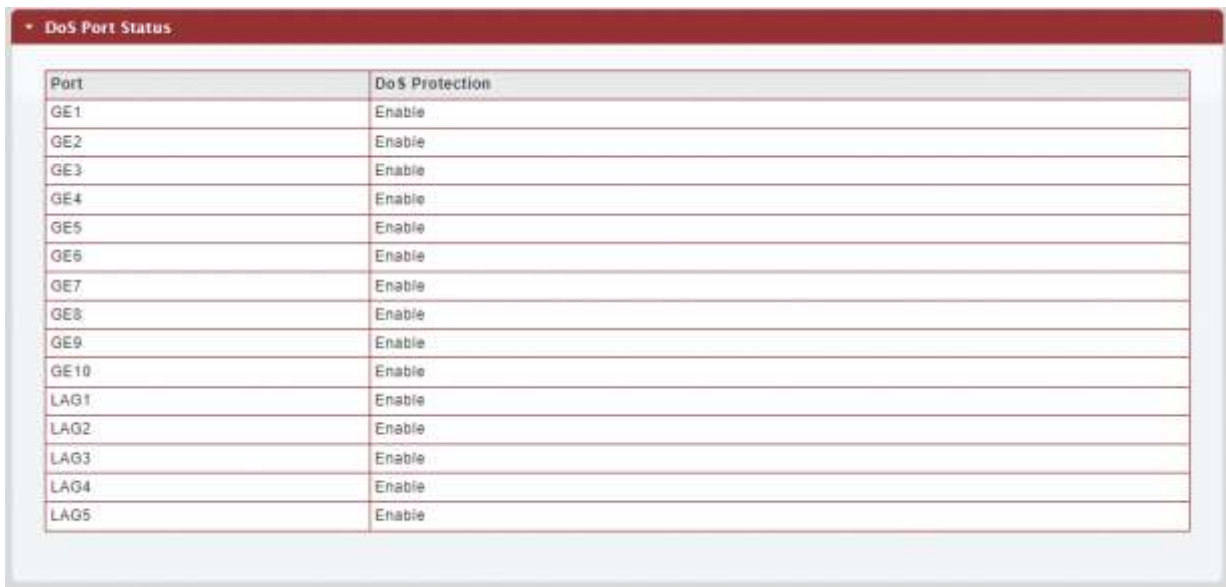 DoS Port Status
Port DoS Protection
GE1 Enable
GE2 Enable
GE3 Enable
GE4 Enable
GE5 Enable
GE6 Enable
GE7 Enable
GE8 Enable
GE9 Enable
GE10 Enable
LAG1 Enable
LAG2 Enable
LAG3 Enable
LAG4 Enable
LAG5 Enable